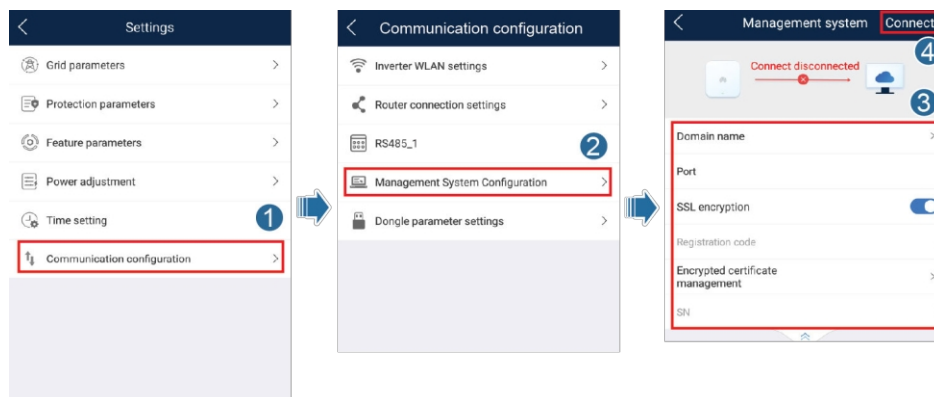 Settings
Grid parameters
Protection parameters
Feature parameters
Power adjustment
Time setting
1
Communication configuration
Communication configuration
Inverter WLAN settings
Router connection settings
RS485_1
2
Management System Configuration
Dongle parameter settings
Management system Connect
4
Connect disconnected
3
Domain name
Port
SSL encryption
Registration code
Encrypted certificate
management
SN